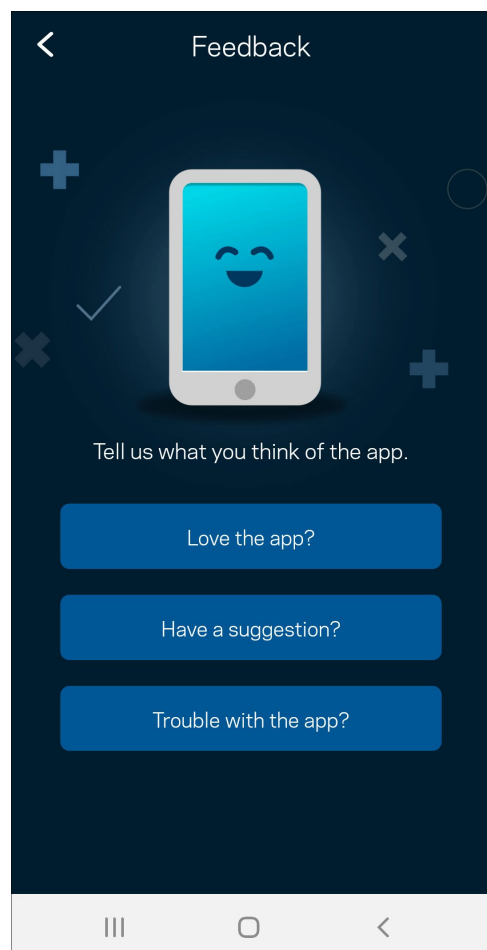 Feedback
Tell us what you think of the app.
Love the app?
Have a suggestion?
Trouble with the app?